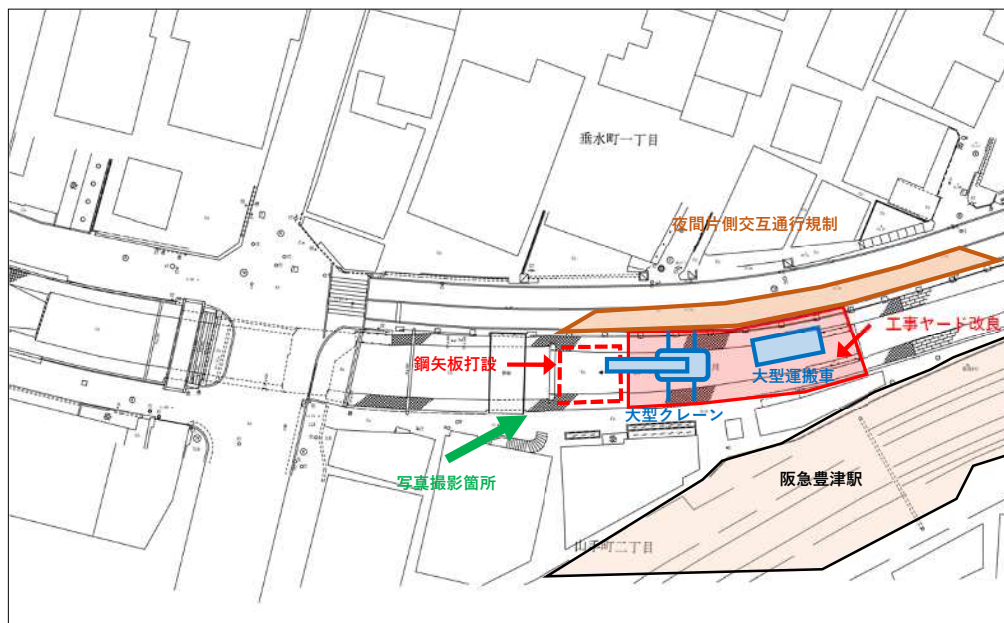 垂水町一丁目
夜間片側交互通行規制
工事ヤード改良
鋼矢板打設
大型運搬車
大型クレーン
写真撮影箇所
阪急豊津駅
山手町二丁目